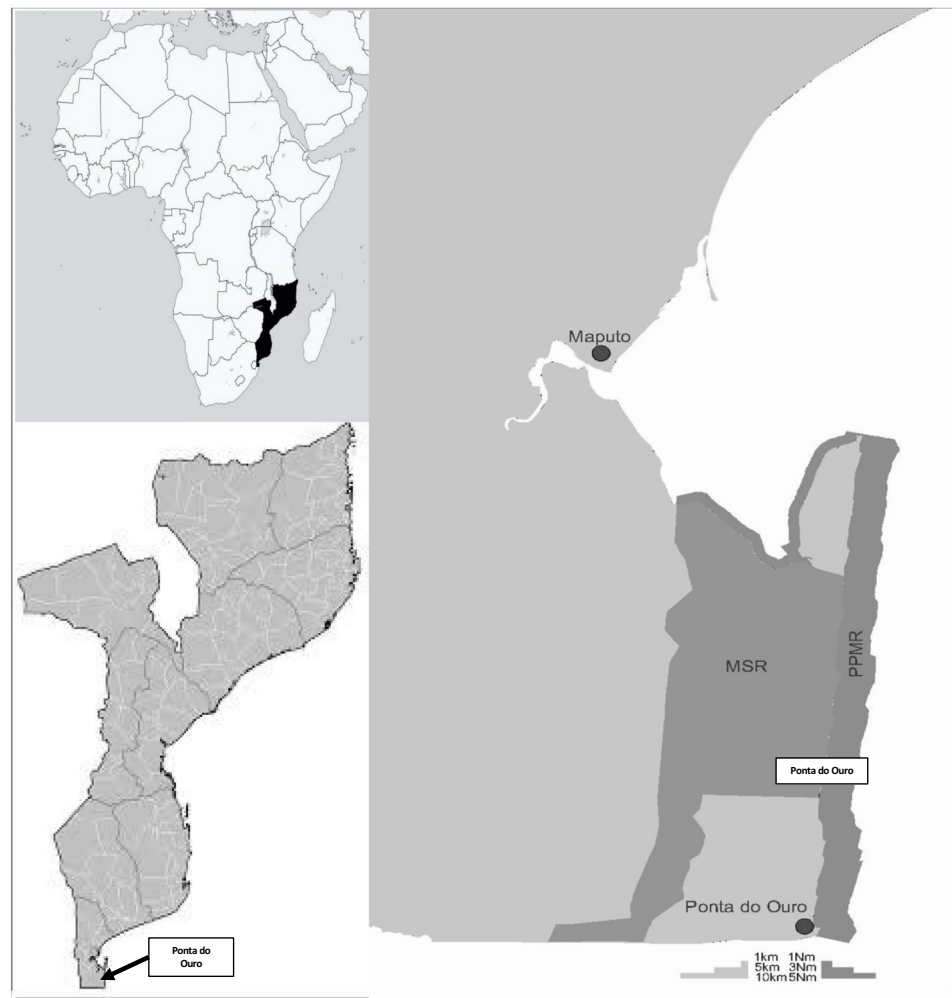 Maputo
MSR
PPMR
Ponta do Ouro
Ponta do Ouro
Ponta do
Ouro
1km 1Nm
5km 3Nm
10km 5Nm